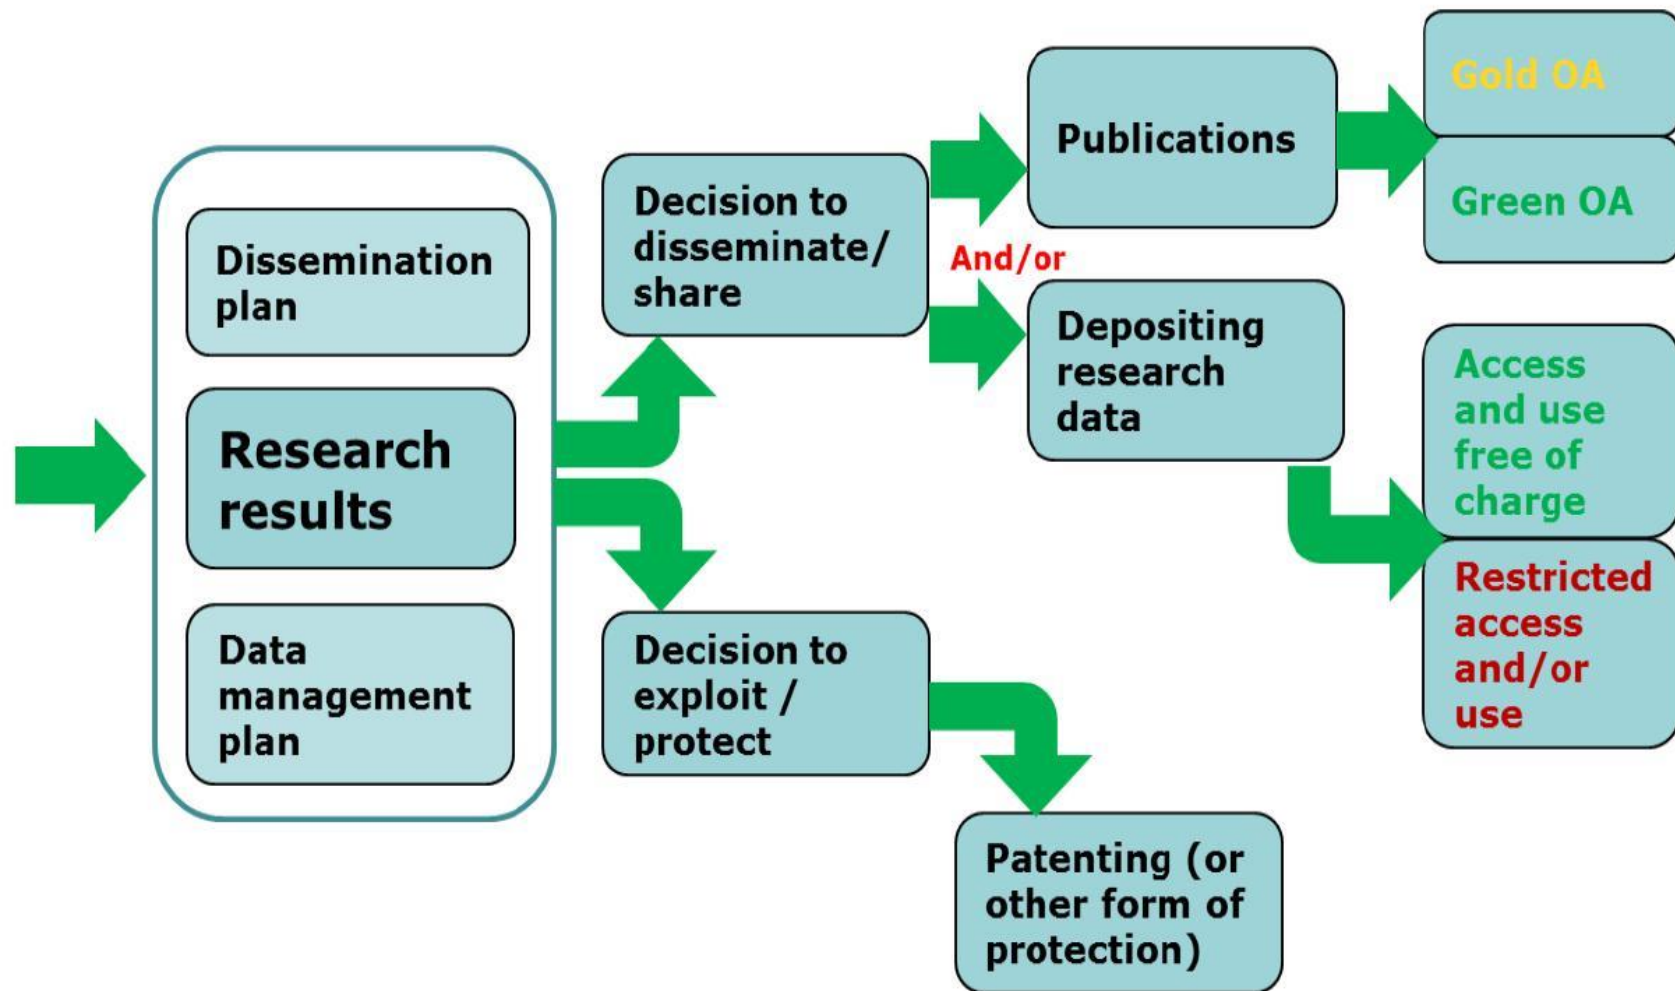 Dissemination
plan
Research
results
Data
management
plan
Decision to
disseminate/
share
Decision to
exploit /
protect
And/or
Publications
Depositing
research
data
Patenting (or
other form of
protection)
Gold OA
Green OA
Access
and use
free of
charge
Restricted
access
and/or
use